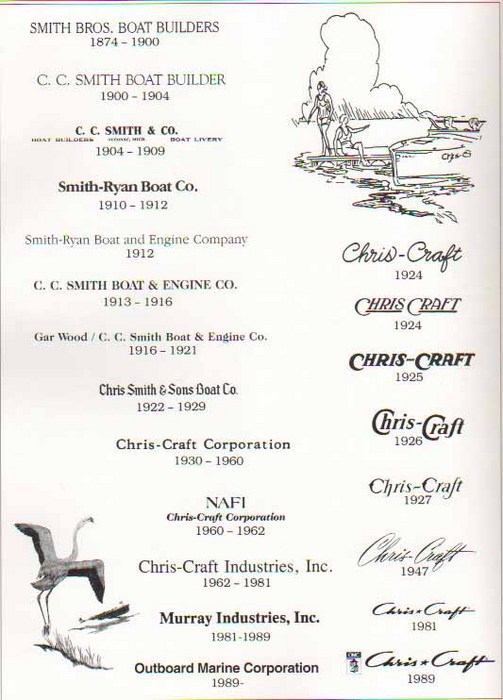 SMITH BROS. BOAT BUILDERS
1874 – 1900
C. C. SMITH BOAT BUILDER
1900 – 1904
C. C. SMITH & CO.
BOAT BUILDERS BOAT LIVERY
1904 – 1909
Smith-Ryan Boat Co.
1910 – 1912
Smith-Ryan Boat and Engine Company
1912
C. C. SMITH BOAT & ENGINE CO.
1913 – 1916
Gar Wood / C. C. Smith Boat & Engine Co.
1916 – 1921
Chris Smith & Sons Boat Co.
1922 – 1929
Chris-Craft Corporation
1930 – 1960
NAFI
Chris-Craft Corporation
1960 – 1962
Chris-Craft Industries, Inc.
1962 – 1981
Murray Industries, Inc.
1981-1989
Outboard Marine Corporation
1989-
Chris-Craft
1924
CHRIS CRAFT
1924
CHRIS-CRAFT
1925
Chris-Craft
1926
Chris-Craft
1927
Chris-Craft
1947
Chris-Craft
1981
Chris★Craft
1989